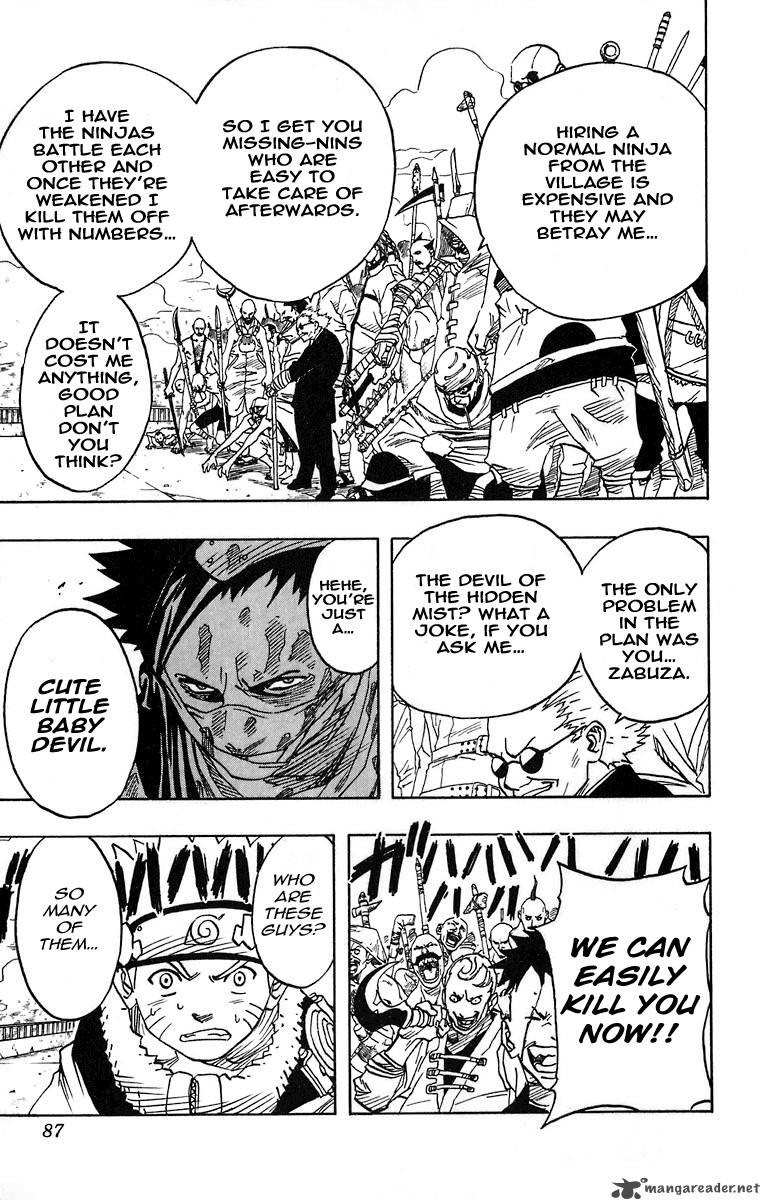 HIRING A
NORMAL NINJA
FROM THE
VILLAGE IS
EXPENSIVE AND
THEY MAY
BETRAY ME...
SO I GET YOU
MISSING-NINS
WHO ARE
EASY TO
TAKE CARE OF
AFTERWARDS.
I HAVE
THE NINJAS
BATTLE EACH
OTHER AND
ONCE THEY'RE
WEAKENED I
KILL THEM OFF
WITH NUMBERS...
IT
DOESN'T
COST ME
ANYTHING,
GOOD
PLAN
DON'T
YOU
THINK?
THE ONLY
PROBLEM
IN THE
PLAN WAS
YOU...
ZABUZA.
THE DEVIL OF
THE HIDDEN
MIST? WHAT A
JOKE, IF YOU
ASK ME...
HEHE,
YOU'RE
JUST
A...
CUTE
LITTLE
BABY
DEVIL.
WE CAN
EASILY
KILL YOU
NOW!!
ガ
WHO
ARE
THESE
GUYS?
SO
MANY
OF
THEM...
87
mangareader.net